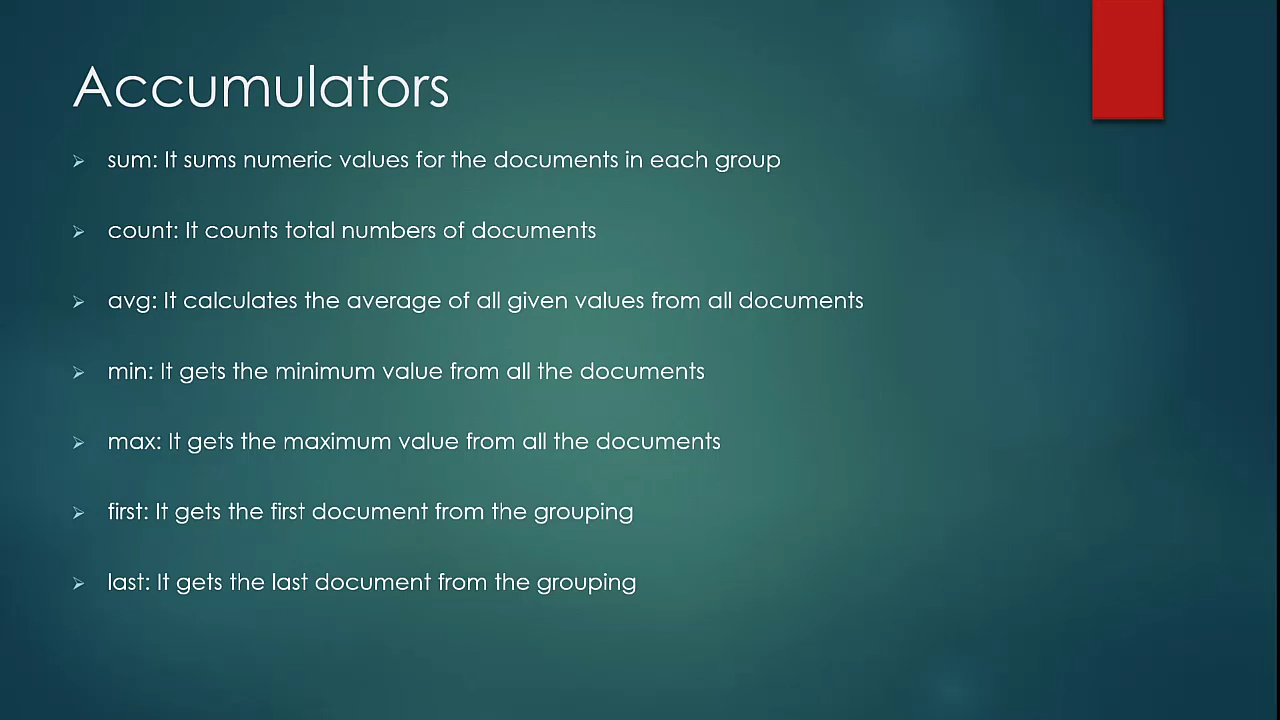 Accumulators
sum: It sums numeric values for the documents in each group
count: It counts total numbers of documents
avg: It calculates the average of all given values from all documents
min: It gets the minimum value from all the documents
max: It gets the maximum value from all the documents
first: It gets the first document from the grouping
last: It gets the last document from the grouping